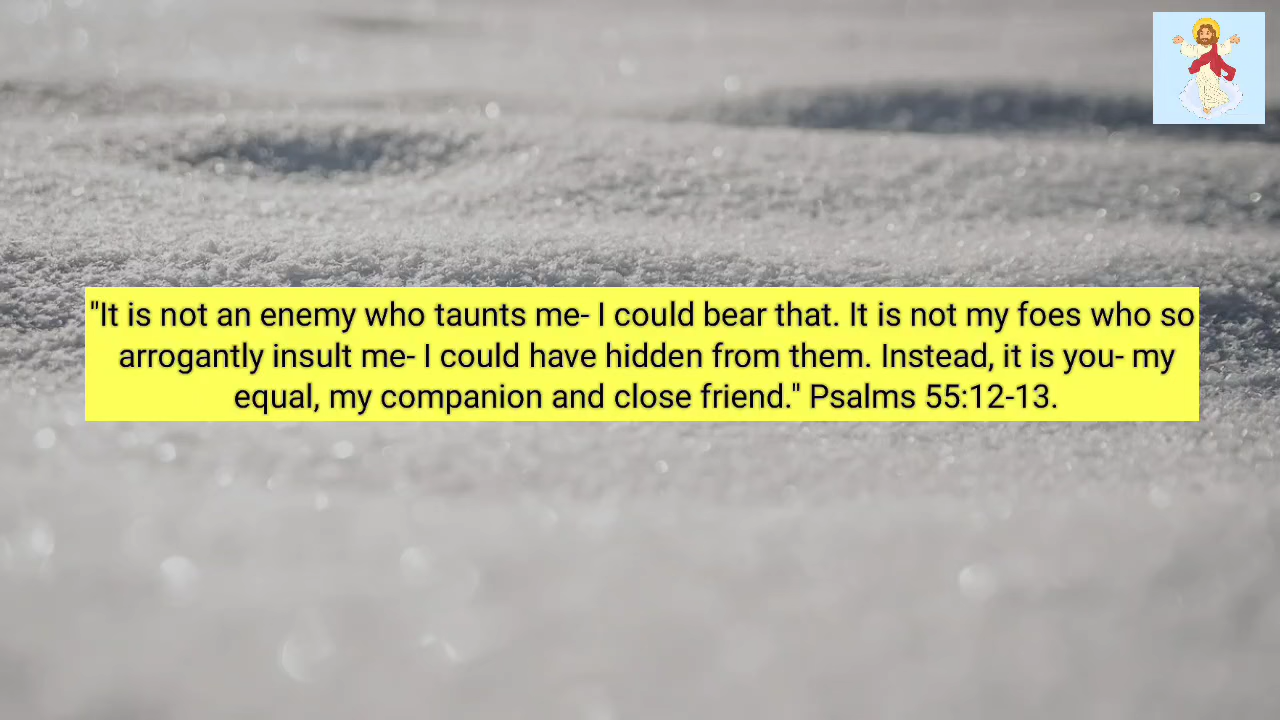 "It is not an enemy who taunts me- I could bear that. It is not my foes who so
arrogantly insult me- I could have hidden from them. Instead, it is you- my
equal, my companion and close friend." Psalms 55:12-13.